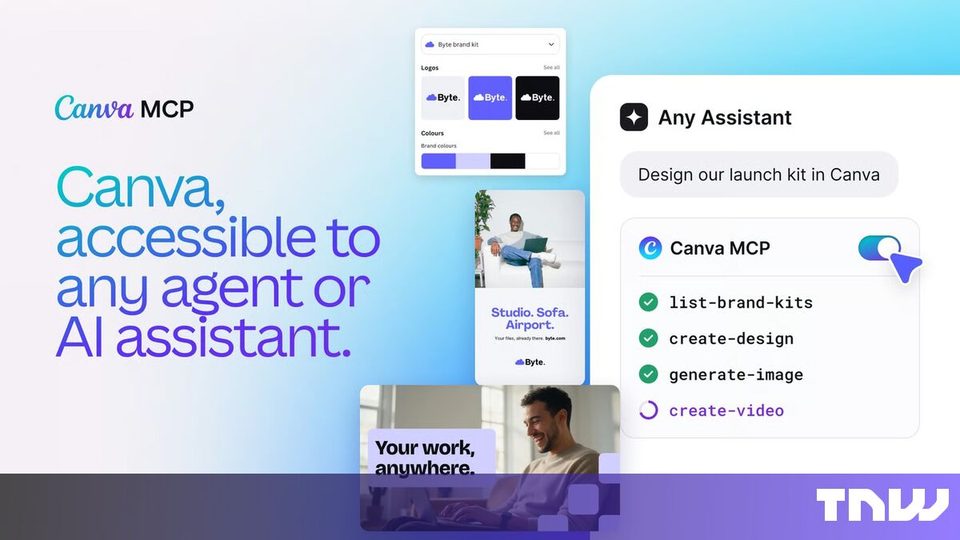 Canva MCP
Canva,
accessible to
any agent or
AI assistant.
Byte brand kit
Logos
See all
Byte.
Byte.
Byte.
Colours
See all
Brand colours
Studio. Sofa.
Airport.
Your files, already there. byte.com
Byte.
Your work,
anywhere.
Any Assistant
Design our launch kit in Canva
C
Canva MCP
list-brand-kits
create-design
generate-image
create-video
TNW